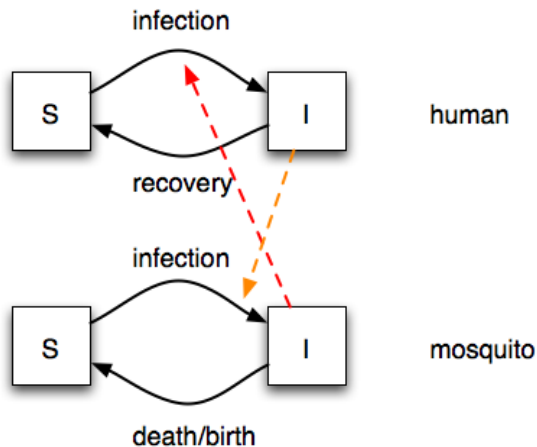 infection
S
I
human
recovery
infection
S
I
mosquito
death/birth